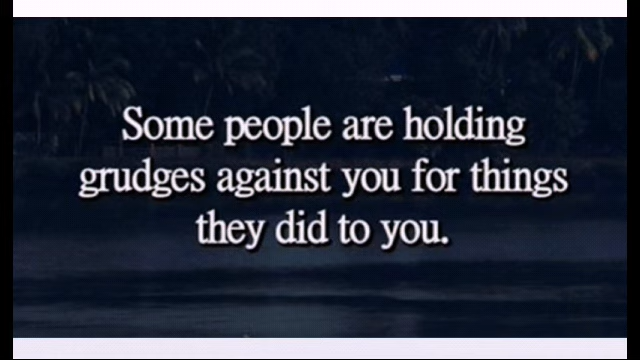 Some people are holding
grudges against you for things
they did to you.